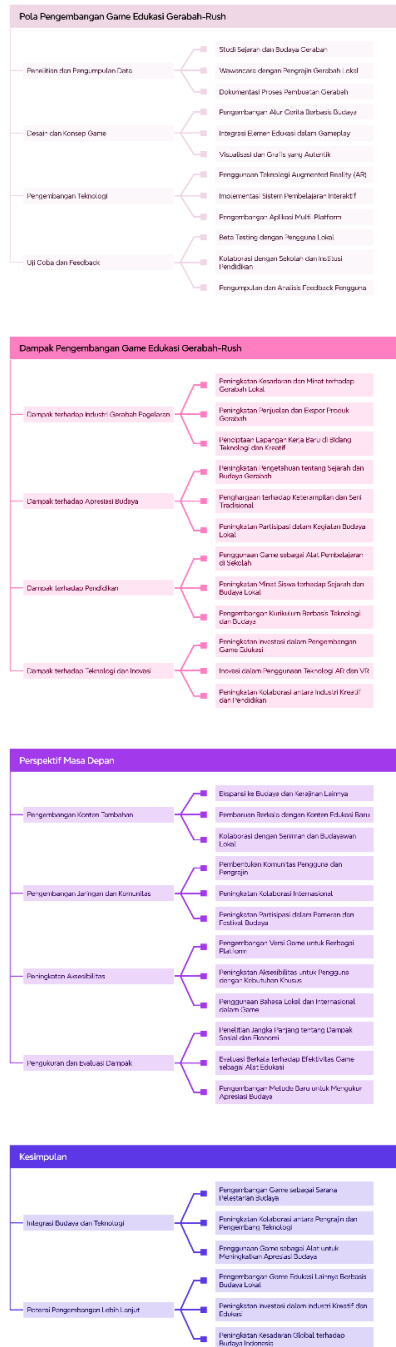 Pola Pengembangan Game Edukasi Gerabah-Rush
Studi Sejarah dan Budaya Gerabah
Penelitian dan Pengumpulan Data
Wawancara dengan Pengrajin Gerabah Lokal
Dokumentasi Proses Pembuatan Gerabah
Pengembangan Alur Cerita Berbasis Budaya
Desain dan Konsep Game
Integrasi Elemen Edukasi dalam Gameplay
Visualisasi dan Grafis yang Autentik
Penggunaan Teknologi Augmented Reality (AR)
Pengembangan Teknologi
Implementasi Sistem Pembelajaran Interaktif
Pengembangan Aplikasi Multi-Platform
Beta Testing dengan Pengguna Lokal
Uji Coba dan Feedback
Kolaborasi dengan Sekolah dan Institusi
Pendidikan
Pengumpulan dan Analisis Feedback Pengguna
Dampak Pengembangan Game Edukasi Gerabah-Rush
Peningkatan Kesadaran dan Minat terhadap
Gerabah Lokal
Dampak terhadap Industri Gerabah Pagelaran
Peningkatan Penjualan dan Ekspor Produk
Gerabah
Penciptaan Lapangan Kerja Baru di Bidang
Teknologi dan Kreatif
Peningkatan Pengetahuan tentang Sejarah dan
Budaya Gerabah
Dampak terhadap Apresiasi Budaya
Penghargaan terhadap Keterampilan dan Seni
Tradisional
Peningkatan Partisipasi dalam Kegiatan Budaya
Lokal
Penggunaan Game sebagai Alat Pembelajaran
di Sekolah
Dampak terhadap Pendidikan
Peningkatan Minat Siswa terhadap Sejarah dan
Budaya Lokal
Pengembangan Kurikulum Berbasis Teknologi
dan Budaya
Peningkatan Investasi dalam Pengembangan
Game Edukasi
Dampak terhadap Teknologi dan Inovasi
Inovasi dalam Penggunaan Teknologi AR dan VR
Peningkatan Kolaborasi antara Industri Kreatif
dan Pendidikan
Perspektif Masa Depan
Ekspansi ke Budaya dan Kerajinan Lainnya
Pengembangan Konten Tambahan
Pembaruan Berkala dengan Konten Edukasi Baru
Kolaborasi dengan Seniman dan Budayawan
Lokal
Pembentukan Komunitas Pengguna dan
Pengrajin
Pengembangan Jaringan dan Komunitas
Peningkatan Kolaborasi Internasional
Peningkatan Partisipasi dalam Pameran dan
Festival Budaya
Pengembangan Versi Game untuk Berbagai
Platform
Peningkatan Aksesibilitas
Peningkatan Aksesibilitas untuk Pengguna
dengan Kebutuhan Khusus
Penggunaan Bahasa Lokal dan Internasional
dalam Game
Penelitian Jangka Panjang tentang Dampak
Sosial dan Ekonomi
Pengukuran dan Evaluasi Dampak
Evaluasi Berkala terhadap Efektivitas Game
sebagai Alat Edukasi
Pengembangan Metode Baru untuk Mengukur
Apresiasi Budaya
Kesimpulan
Pengembangan Game sebagai Sarana
Pelestarian Budaya
Integrasi Budaya dan Teknologi
Peningkatan Kolaborasi antara Pengrajin dan
Pengembang Teknologi
Penggunaan Game sebagai Alat untuk
Meningkatkan Apresiasi Budaya
Pengembangan Game Edukasi Lainnya Berbasis
Budaya Lokal
Potensi Pengembangan Lebih Lanjut
Peningkatan Investasi dalam Industri Kreatif dan
Edukasi
Peningkatan Kesadaran Global terhadap
Budaya Indonesia